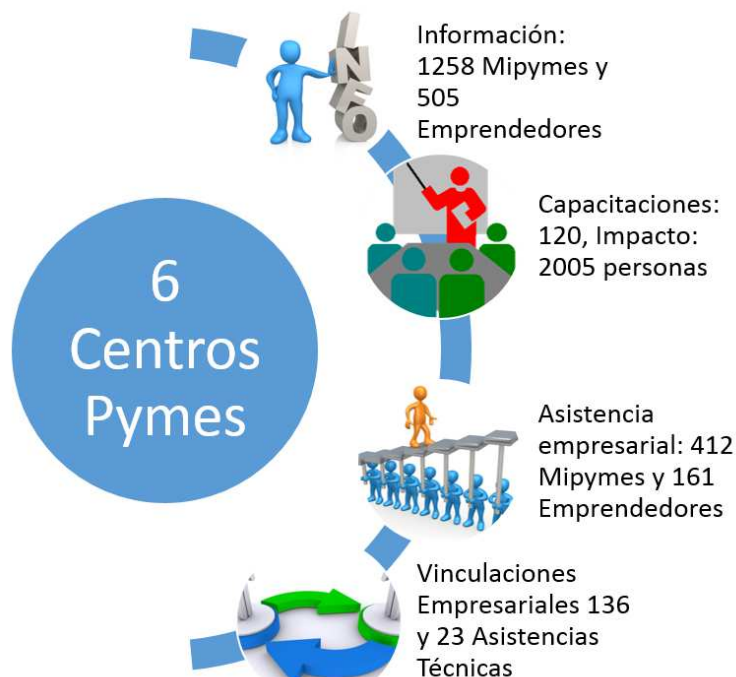 6
Centros
Pymes
INFO
Información:
1258 Mipymes y
505
Emprendedores
Capacitaciones:
120, Impacto:
2005 personas
Asistencia
empresarial: 412
Mipymes y 161
Emprendedores
Vinculaciones
Empresariales 136
y 23 Asistencias
Técnicas